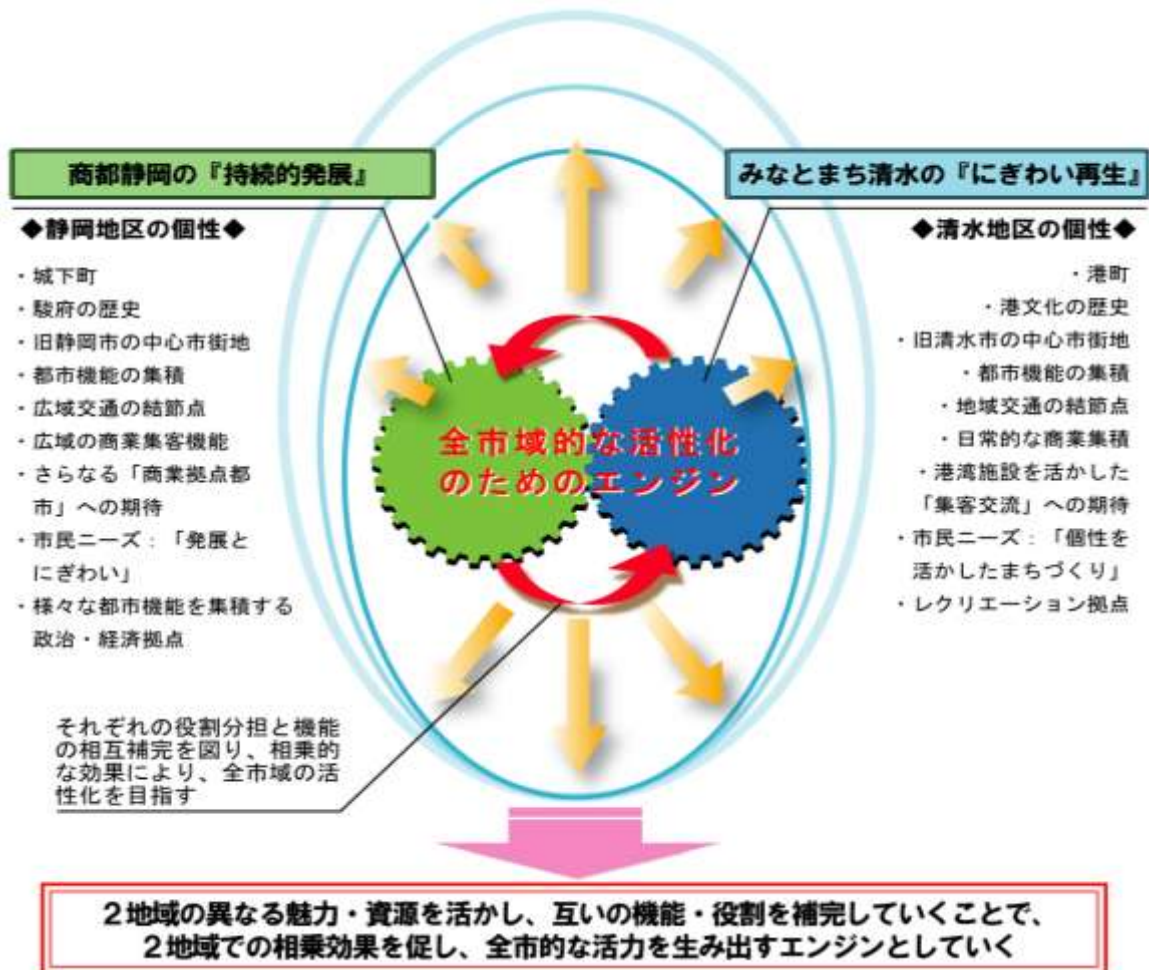 商都静岡の『持続的発展』
◆静岡地区の個性◆
・城下町
・駿府の歴史
・旧静岡市の中心市街地
・都市機能の集積
・広域交通の結節点
・広域の商業集客機能
・さらなる「商業拠点都
市」への期待
・市民ニーズ：「発展と
にぎわい」
・様々な都市機能を集積する
政治・経済拠点
みなとまち清水の『にぎわい再生』
◆清水地区の個性◆
・港町
・港文化の歴史
・旧清水市の中心市街地
・都市機能の集積
・地域交通の結節点
・日常的な商業集積
・港湾施設を活かした
「集客交流」への期待
・市民ニーズ：「個性を
活かしたまちづくり」
・レクリエーション拠点
全市域的な活性化
のためのエンジン
それぞれの役割分担と機能
の相互補完を図り、相乗的
な効果により、全市域の活
性化を目指す
２地域の異なる魅力・資源を活かし、互いの機能・役割を補完していくことで、
２地域での相乗効果を促し、全市的な活力を生み出すエンジンとしていく